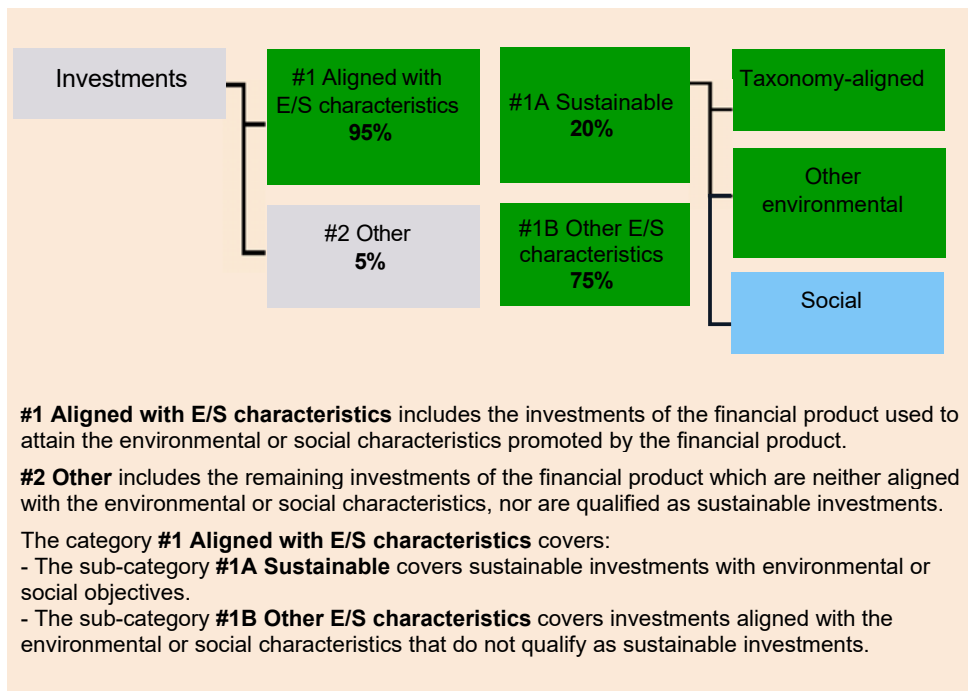 Investments
#1 Aligned with
E/S characteristics
95%
#2 Other
5%
#1A Sustainable
20%
#1B Other E/S
characteristics
75%
Taxonomy-aligned
Other
environmental
Social
#1 Aligned with E/S characteristics includes the investments of the financial product used to
attain the environmental or social characteristics promoted by the financial product.
#2 Other includes the remaining investments of the financial product which are neither aligned
with the environmental or social characteristics, nor are qualified as sustainable investments.
The category #1 Aligned with E/S characteristics covers:
- The sub-category #1A Sustainable covers sustainable investments with environmental or
social objectives.
- The sub-category #1B Other E/S characteristics covers investments aligned with the
environmental or social characteristics that do not qualify as sustainable investments.